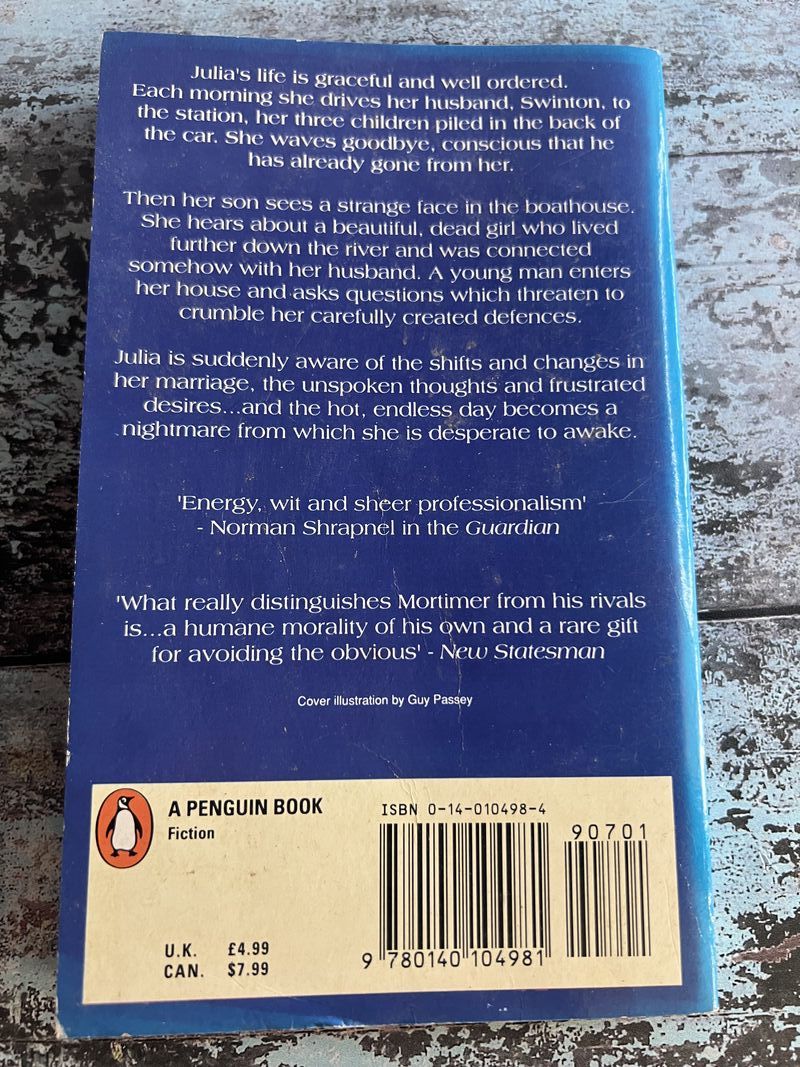 Julia's life is graceful and well ordered.
Each morning she drives her husband, Swinton, to
the station, her three children piled in the back of
the car. She waves goodbye, conscious that he
has already gone from her.
Then her son sees a strange face in the boathouse.
She hears about a beautiful, dead girl who lived
further down the river and was connected
somehow with her husband. A young man enters
her house and asks questions which threaten to
crumble her carefully created defences.
Julia is suddenly aware of the shifts and changes in
her marriage, the unspoken thoughts and frustrated
desires...and the hot, endless day becomes a
nightmare from which she is desperate to awake.
'Energy, wit and sheer professionalism'
- Norman Shrapnel in the Guardian
'What really distinguishes Mortimer from his rivals
is...a humane morality of his own and a rare gift
for avoiding the obvious' - New Statesman
Cover illustration by Guy Passey
A PENGUIN BOOK
Fiction
ISBN 0-14-010498-4
90701
U.K. £4.99
CAN. $7.99
9 780140 104981